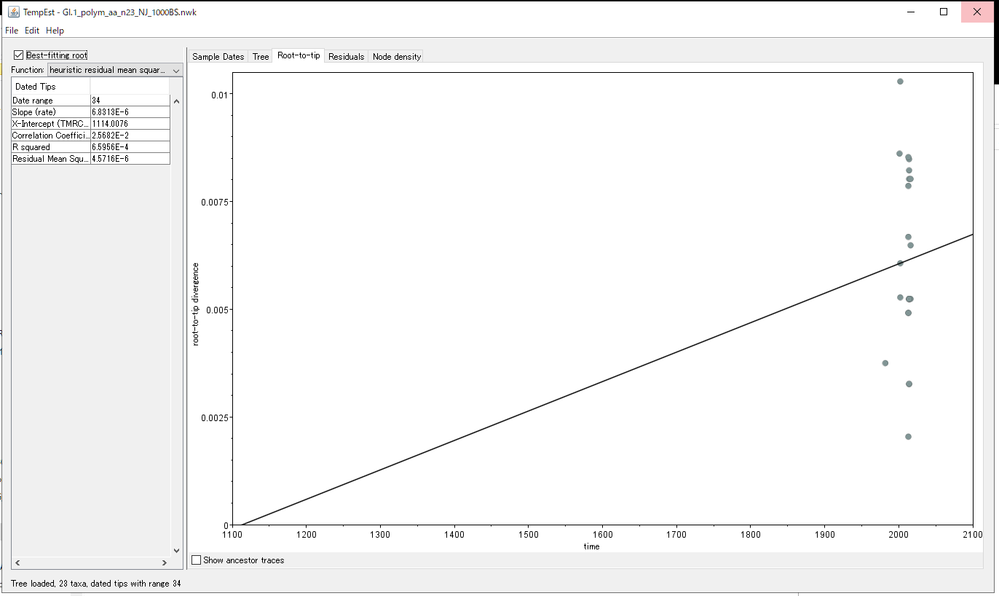 TempEst - GI.1_polym_aa_n23_NJ_1000BS.nwk
File Edit Help
Best-fitting root
Function: heuristic residual mean squar...
Dated Tips
Date range 34
Slope (rate) 6.8313E-6
X-Intercept (TMRC... 1114.0076
Correlation Coeffici... 2.5682E-2
R squared 6.5956E-4
Residual Mean Squ... 4.5716E-6
Sample Dates Tree Root-to-tip Residuals Node density
0.01
0.0075
0.005
0.0025
0
root-to-tip divergence
1100 1200 1300 1400 1500 1600 1700 1800 1900 2000 2100
time
Show ancestor traces
Tree loaded, 23 taxa, dated tips with range 34